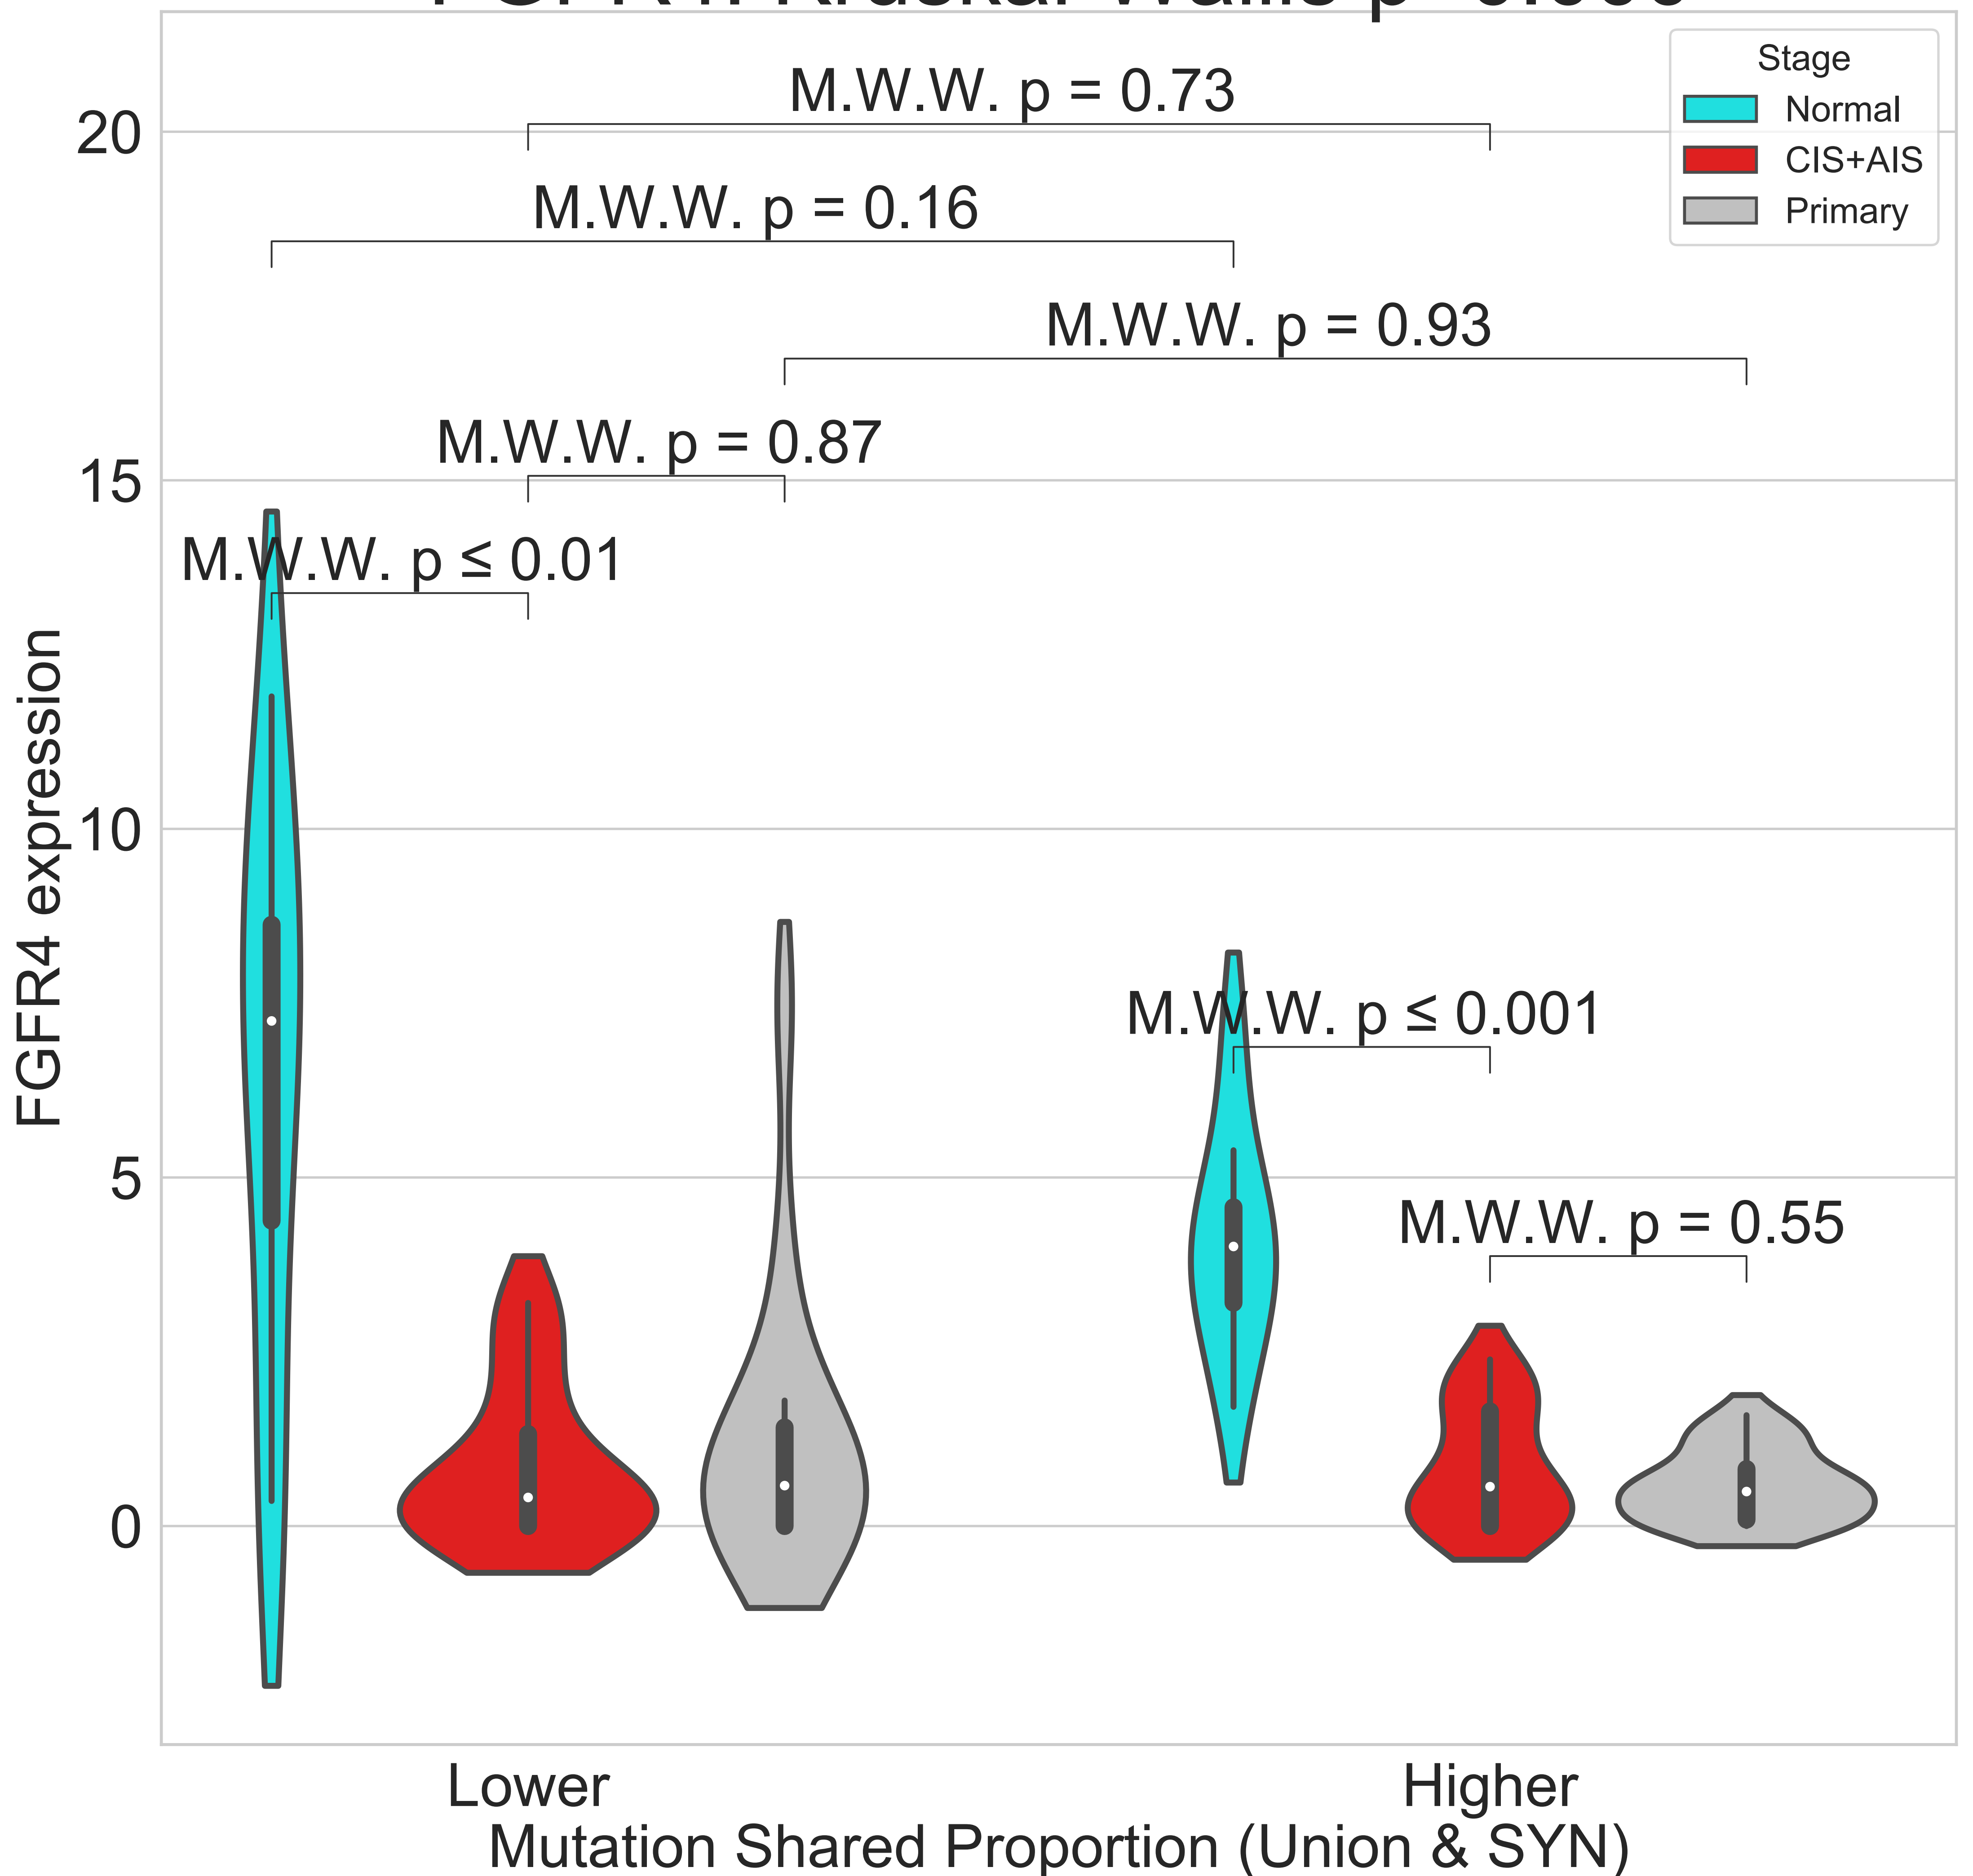 Stage
Normal
CIS+AIS
Primary
M.W.W. p = 0.73
M.W.W. p = 0.16
M.W.W. p = 0.93
M.W.W. p = 0.87
M.W.W. p ≤ 0.01
M.W.W. p ≤ 0.001
M.W.W. p = 0.55
20
15
10
5
0
FGFR4 expression
Lower
Higher
Mutation Shared Proportion (Union & SYN)